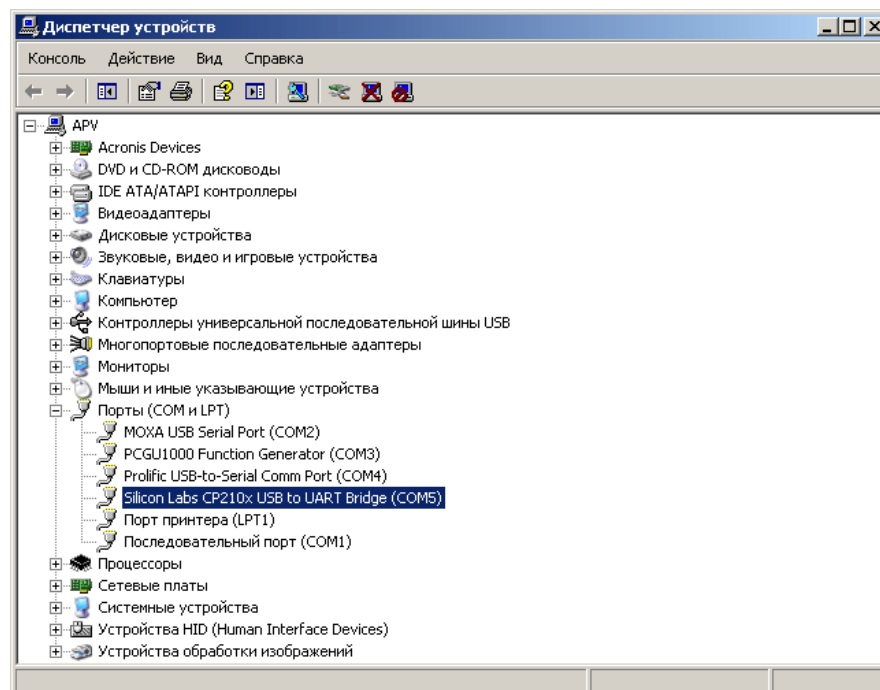 Диспетчер устройств
Консоль Действие Вид Справка
APV
Acronis Devices
DVD и CD-ROM дисководы
IDE ATA/ATAPI контроллеры
Видеоадаптеры
Дисковые устройства
Звуковые, видео и игровые устройства
Клавиатуры
Компьютер
Контроллеры универсальной последовательной шины USB
Многопортовые последовательные адаптеры
Мониторы
Мыши и иные указывающие устройства
Порты (COM и LPT)
MOXA USB Serial Port (COM2)
PCGU1000 Function Generator (COM3)
Prolific USB-to-Serial Comm Port (COM4)
Silicon Labs CP210x USB to UART Bridge (COM5)
Порт принтера (LPT1)
Последовательный порт (COM1)
Процессоры
Сетевые платы
Системные устройства
Устройства HID (Human Interface Devices)
Устройства обработки изображений